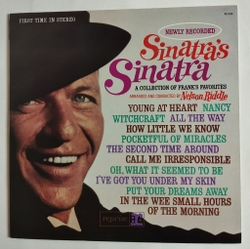 FIRST TIME IN STEREO
NEWLY RECORDED
Sinatra's
Sinatra
A COLLECTION OF FRANK'S FAVORITES
ARRANGED AND CONDUCTED BY Nelson Riddle
YOUNG AT HEART NANCY
WITCHCRAFT ALL THE WAY
HOW LITTLE WE KNOW
POCKETFUL OF MIRACLES
THE SECOND TIME AROUND
CALL ME IRRESPONSIBLE
OH, WHAT IT SEEMED TO BE
I'VE GOT YOU UNDER MY SKIN
PUT YOUR DREAMS AWAY
IN THE WEE SMALL HOURS
OF THE MORNING
reprise